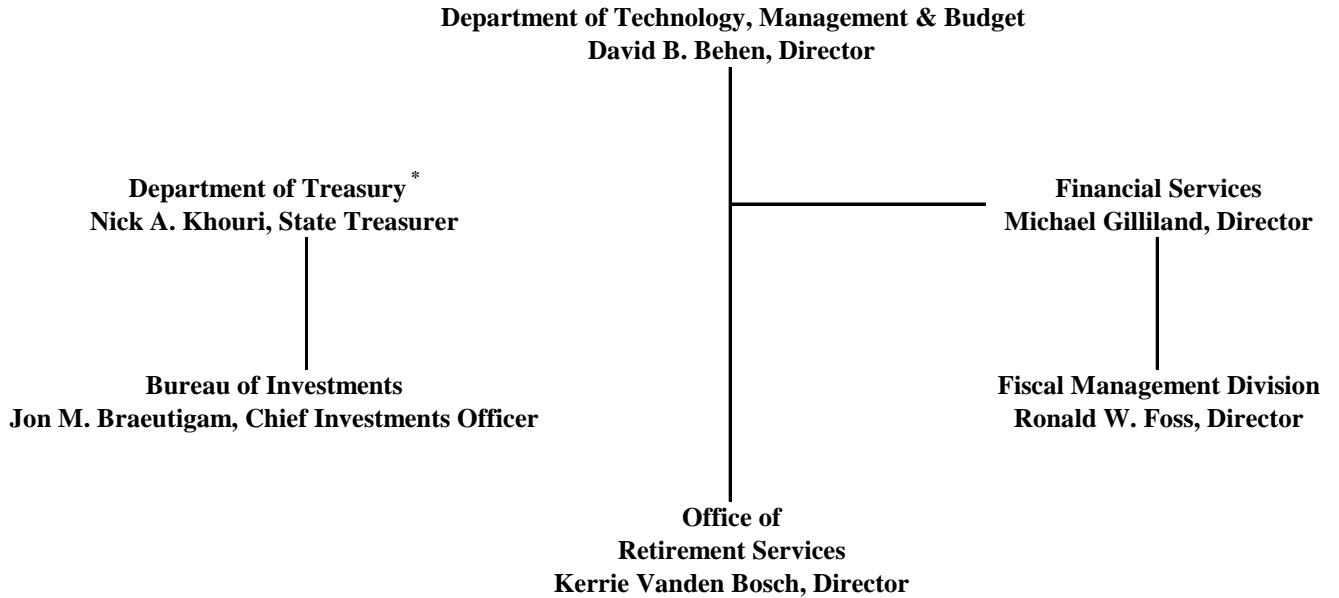 Department of Technology, Management & Budget
David B. Behen, Director
Department of Treasury *
Nick A. Khouri, State Treasurer
Financial Services
Michael Gilliland, Director
Bureau of Investments
Jon M. Braeutigam, Chief Investments Officer
Fiscal Management Division
Ronald W. Foss, Director
Office of
Retirement Services
Kerrie Vanden Bosch, Director